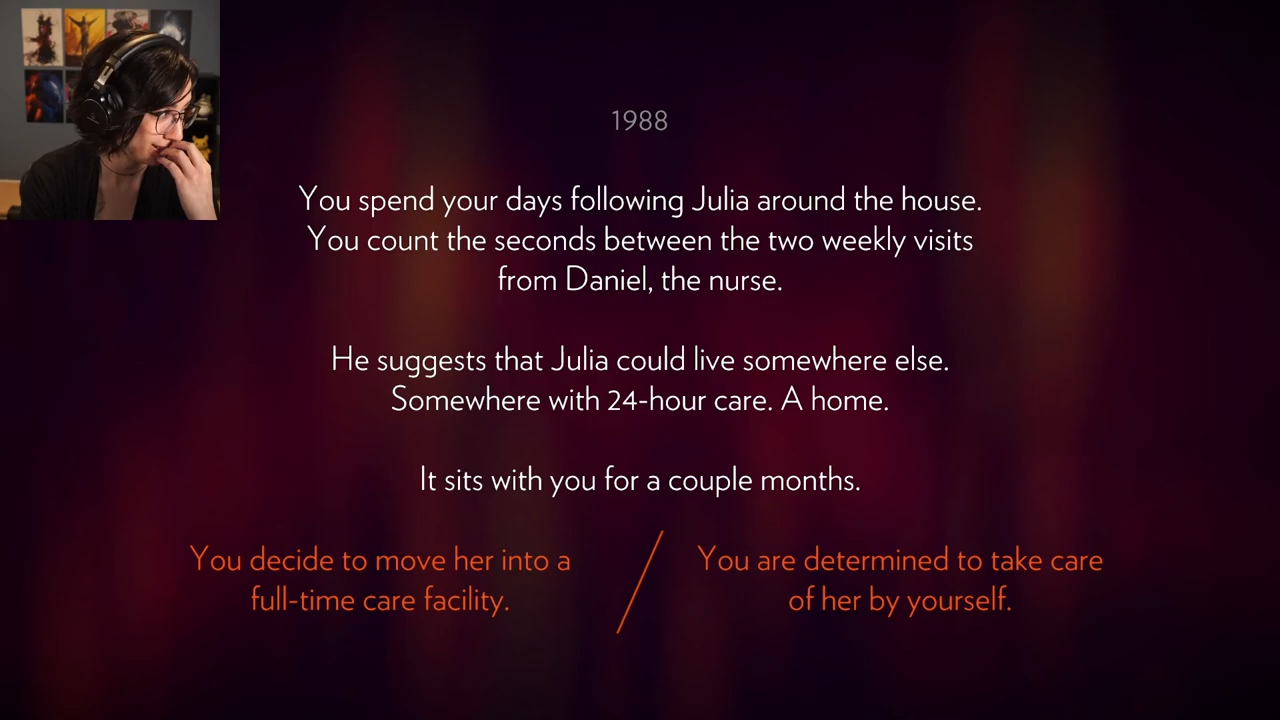 1988
You spend your days following Julia around the house.
You count the seconds between the two weekly visits
from Daniel, the nurse.
He suggests that Julia could live somewhere else.
Somewhere with 24-hour care. A home.
It sits with you for a couple months.
You decide to move her into a
full-time care facility.
You are determined to take care
of her by yourself.